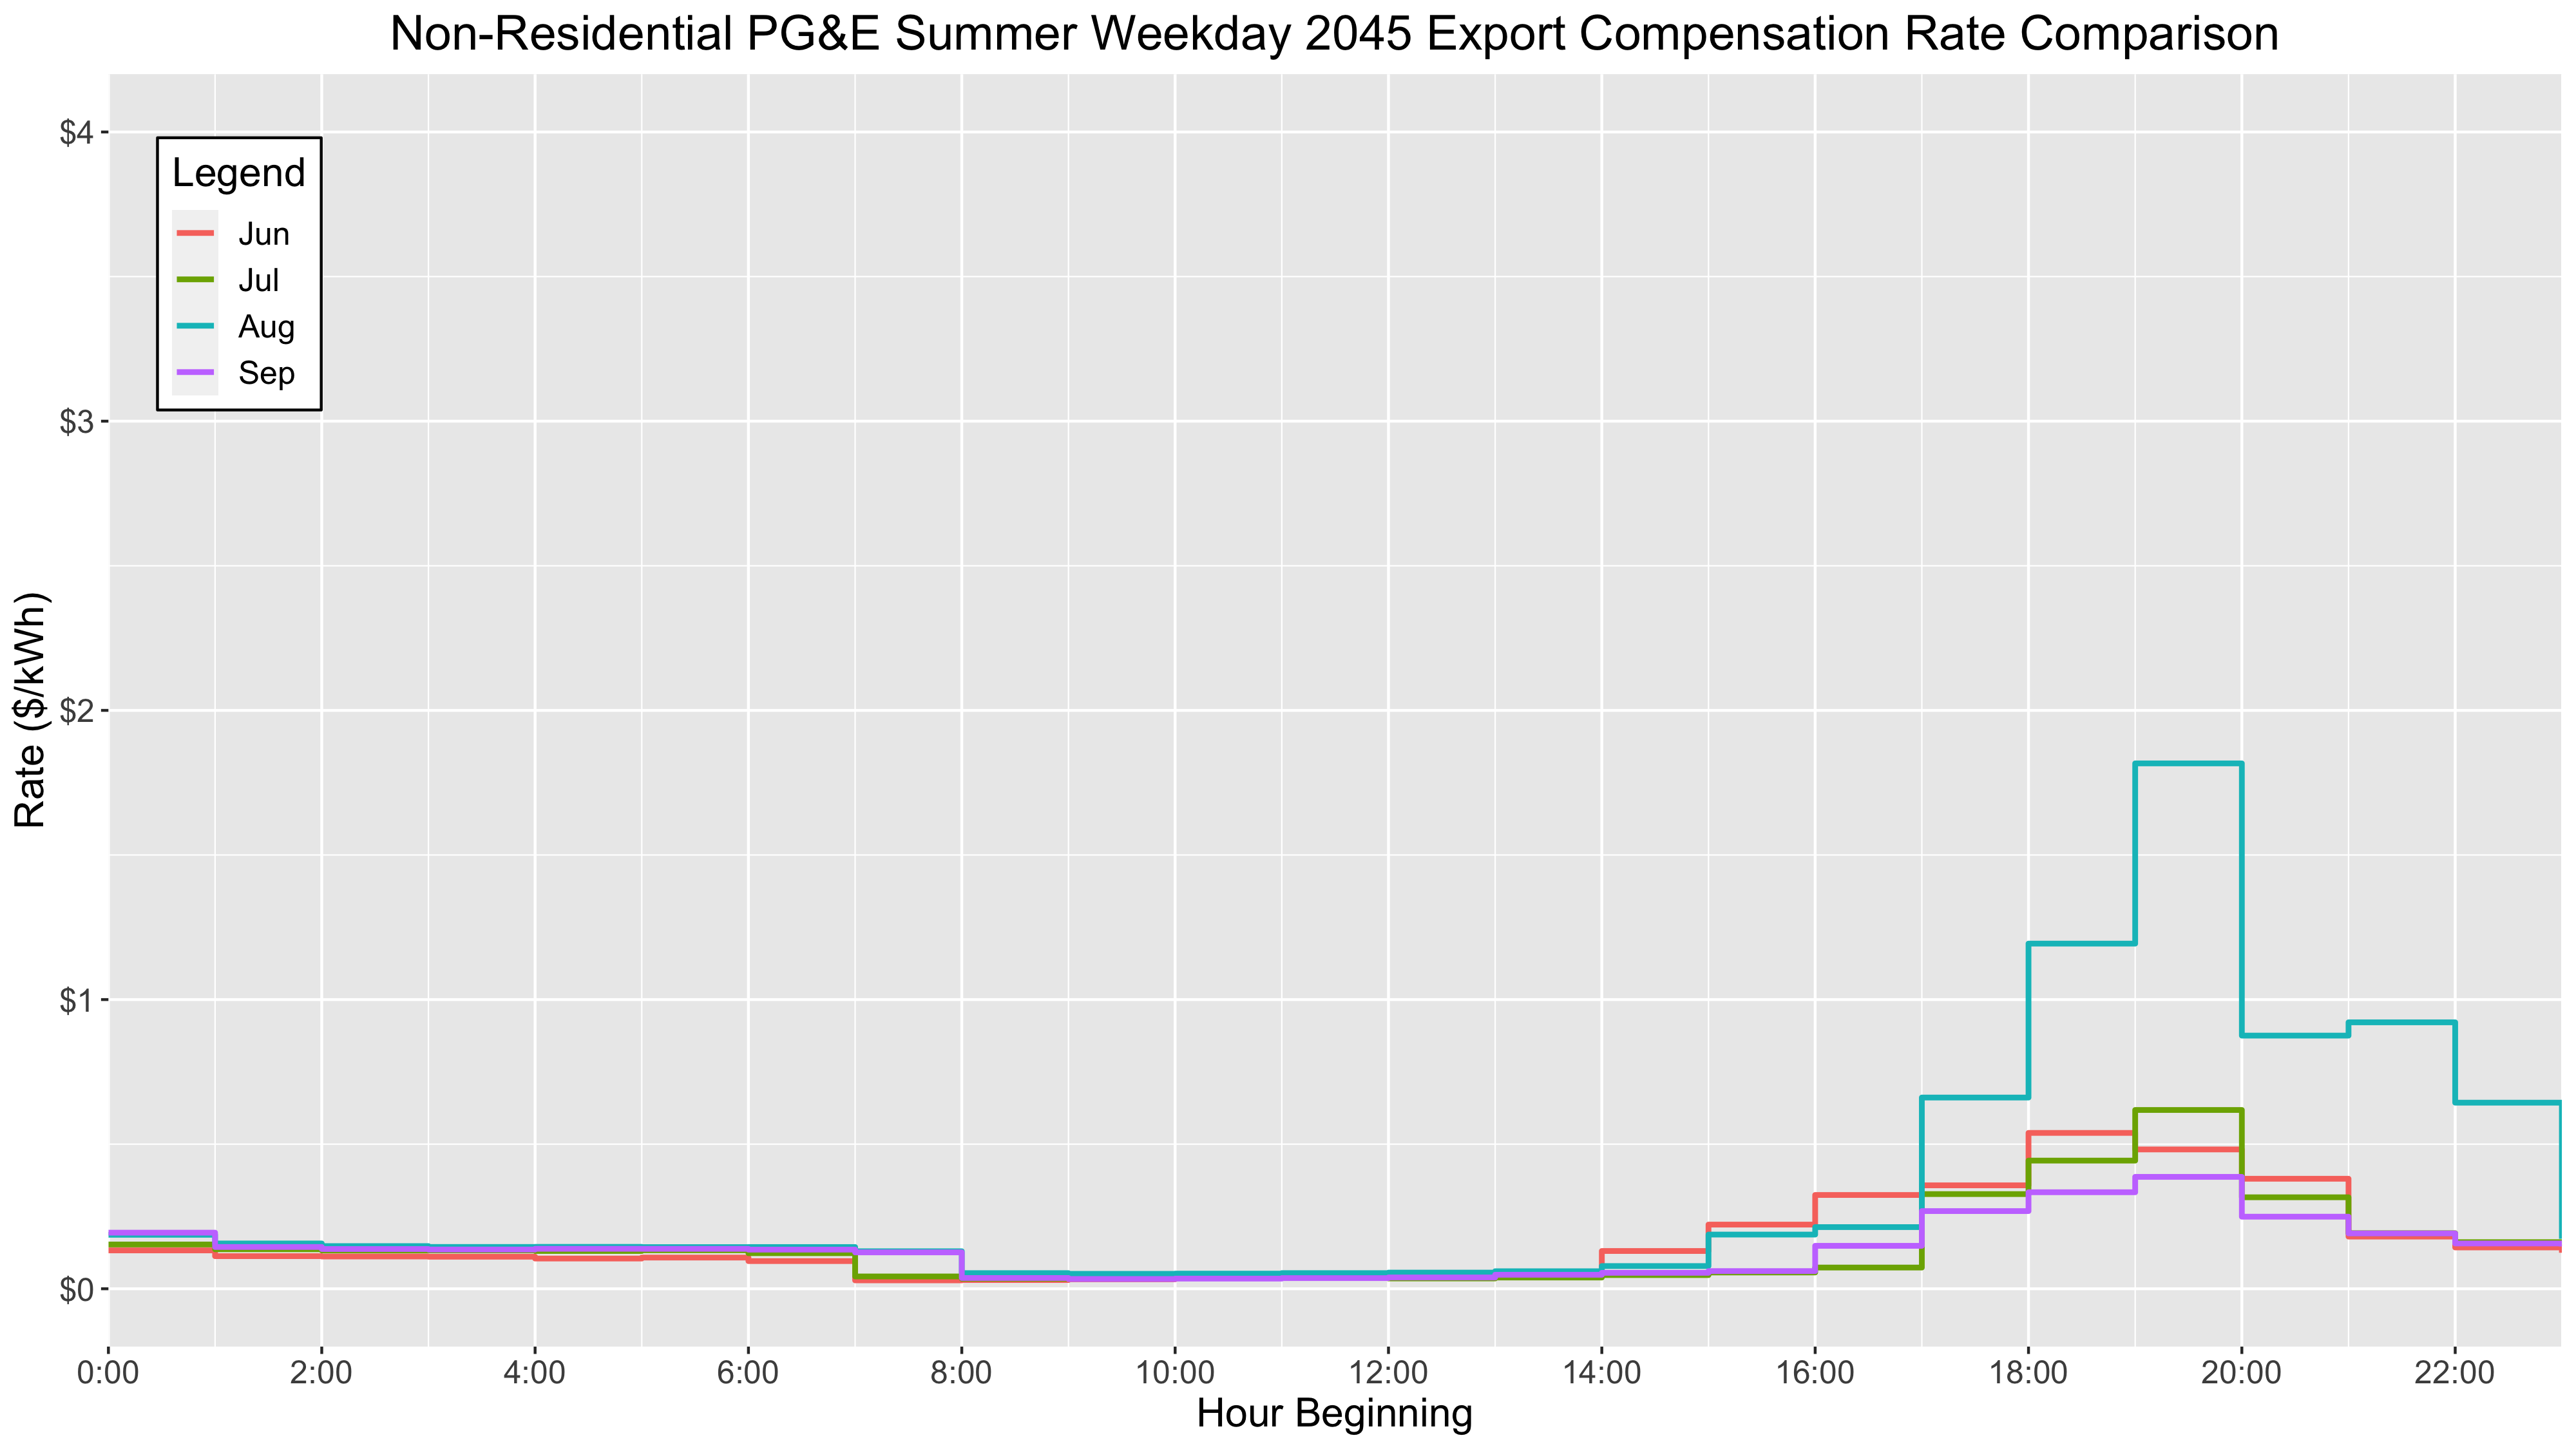 Non-Residential PG&E Summer Weekday 2045 Export Compensation Rate Comparison
$4
Legend
Jun
Jul
Aug
Sep
$3
Rate ($/kWh)
$2
$1
$0
0:00 2:00 4:00 6:00 8:00 10:00 12:00 14:00 16:00 18:00 20:00 22:00
Hour Beginning